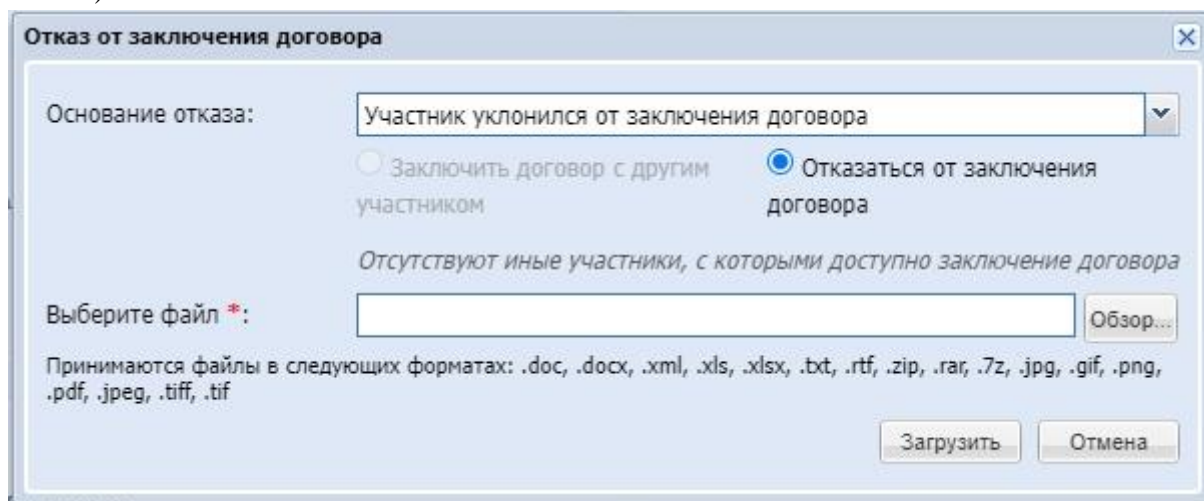 Отказ от заключения договора
Основание отказа: Участник уклонился от заключения договора
Заключить договор с другим участником
Отказаться от заключения договора
Отсутствуют иные участники, с которыми доступно заключение договора
Выберите файл *: Обзор...
Принимаются файлы в следующих форматах: .doc, .docx, .xml, .xls, .xlsx, .txt, .rtf, .zip, .rar, .7z, .jpg, .gif, .png,
.pdf, .jpeg, .tiff, .tif
Загрузить Отмена